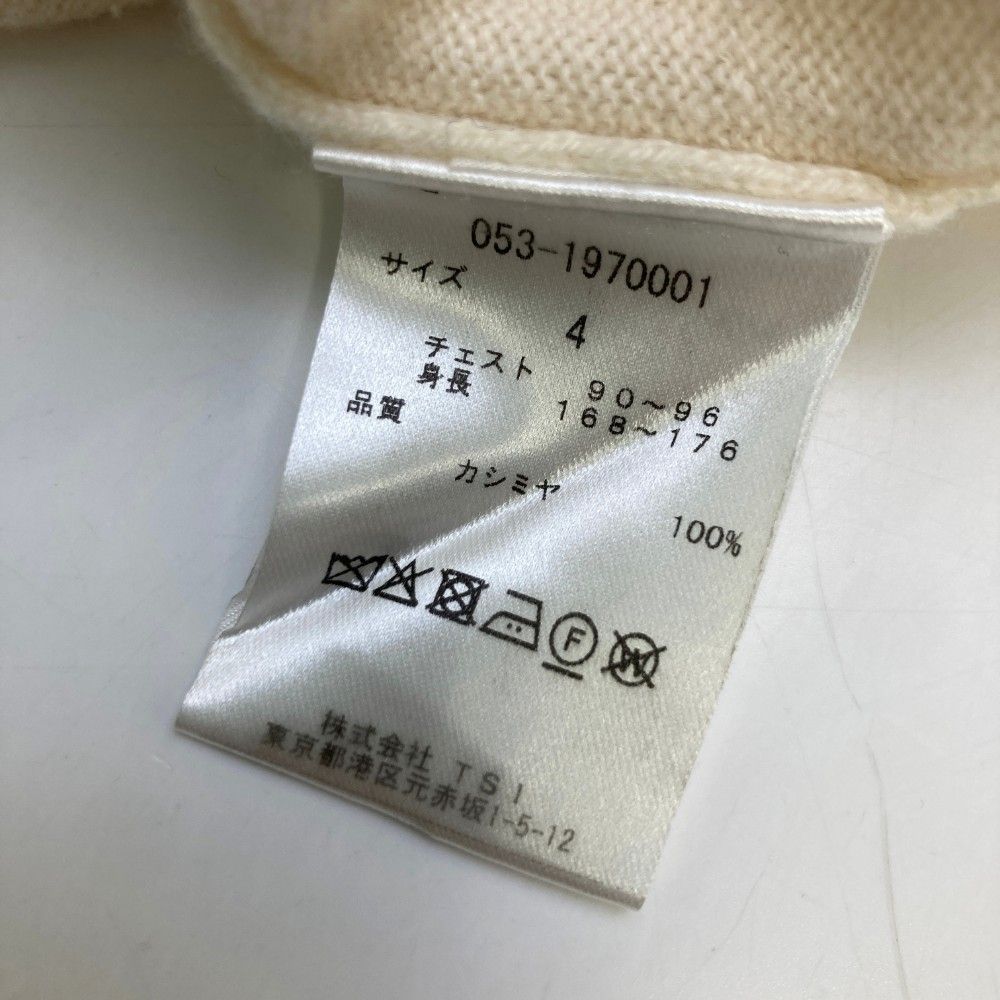 053-1970001
サイズ
4
チェスト 90～96
身長 168～176
品質
カシミヤ
100%
F
W
株式会社 TSI
東京都港区元赤坂1-5-12